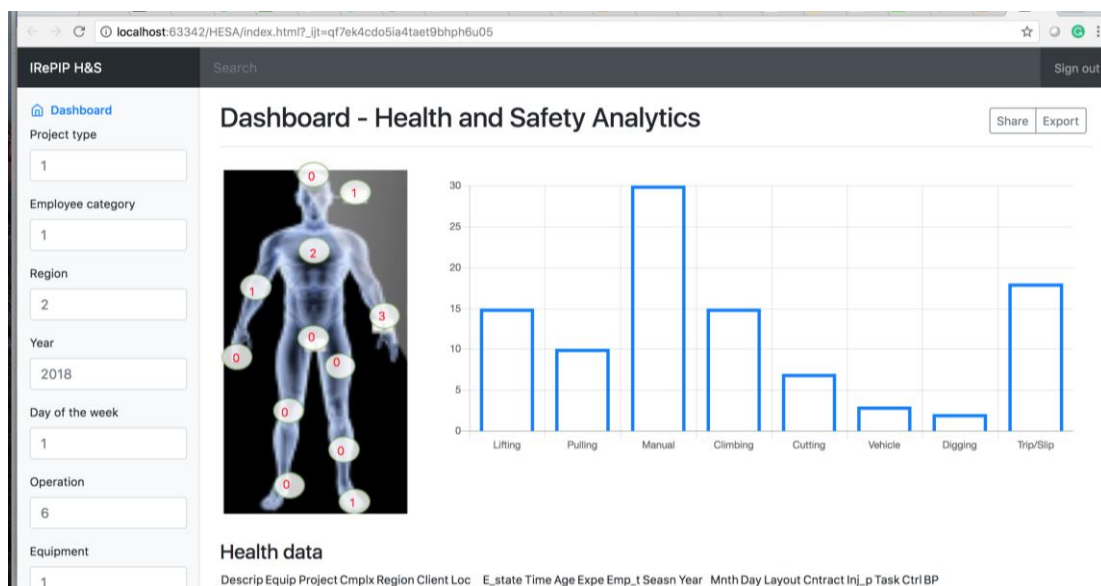 localhost:63342/HESA/index.html?_ijt=qf7ek4cdo5ia4taet9bhph6u05
IRePIP H&S
Search
Sign out
Dashboard
Project type
1
Employee category
1
Region
2
Year
2018
Day of the week
1
Operation
6
Equipment
1
Dashboard - Health and Safety Analytics
Share Export
0
1
2
1
3
0
0
0
0
0
0
1
30
25
20
15
10
5
0
Lifting Pulling Manual Climbing Cutting Vehicle Digging Trip/Slip
Health data
Descrip Equip Project Cmplx Region Client Loc E_state Time Age Expe Emp_t Seasn Year Mnth Day Layout Cntract Inj_p Task Ctrl BP